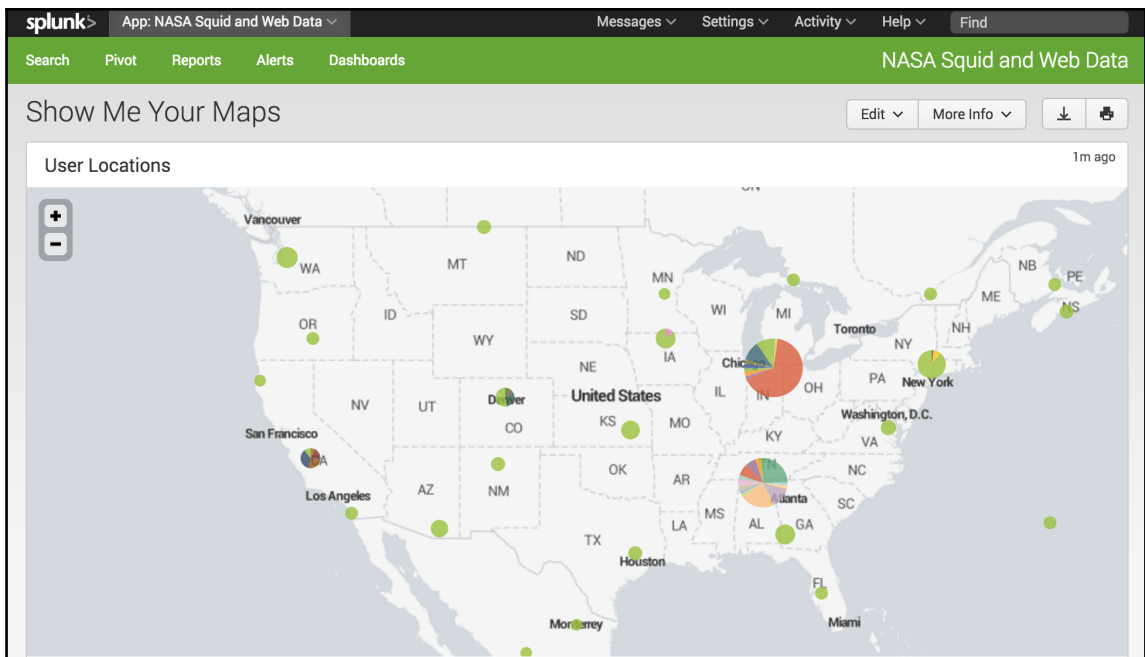 splunk> App: NASA Squid and Web Data Messages Settings Activity Help Find
Search Pivot Reports Alerts Dashboards NASA Squid and Web Data
Show Me Your Maps Edit More Info
User Locations 1m ago
+
−
ON
Vancouver
WA MT ND MN NB PE
OR ID SD WI MI ME NS
WY Toronto NH
NY
IA
NE Chicago PA New York
United States IL IN OH
NV UT Denver Washington, D.C.
San Francisco CO KS MO KY VA
CA OK TN NC
Los Angeles AZ NM AR Atlanta SC
MS
TX LA AL GA
Houston
FL
Monterrey Miami